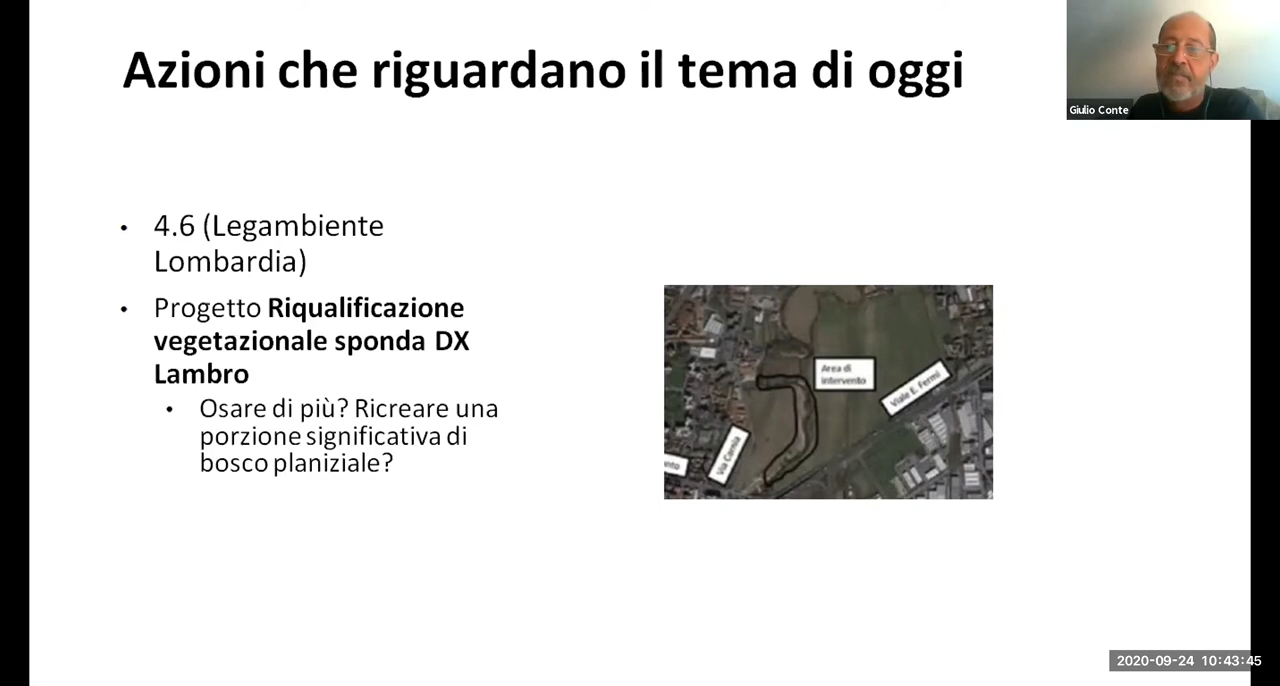 Azioni che riguardano il tema di oggi
Giulio Conte
• 4.6 (Legambiente
Lombardia)
• Progetto Riqualificazione
vegetazionale sponda DX
Lambro
• Osare di più? Ricreare una
porzione significativa di
bosco planiziale?
Area di
intervento
Viale E. Fermi
Via Carnia
2020-09-24 10:43:45